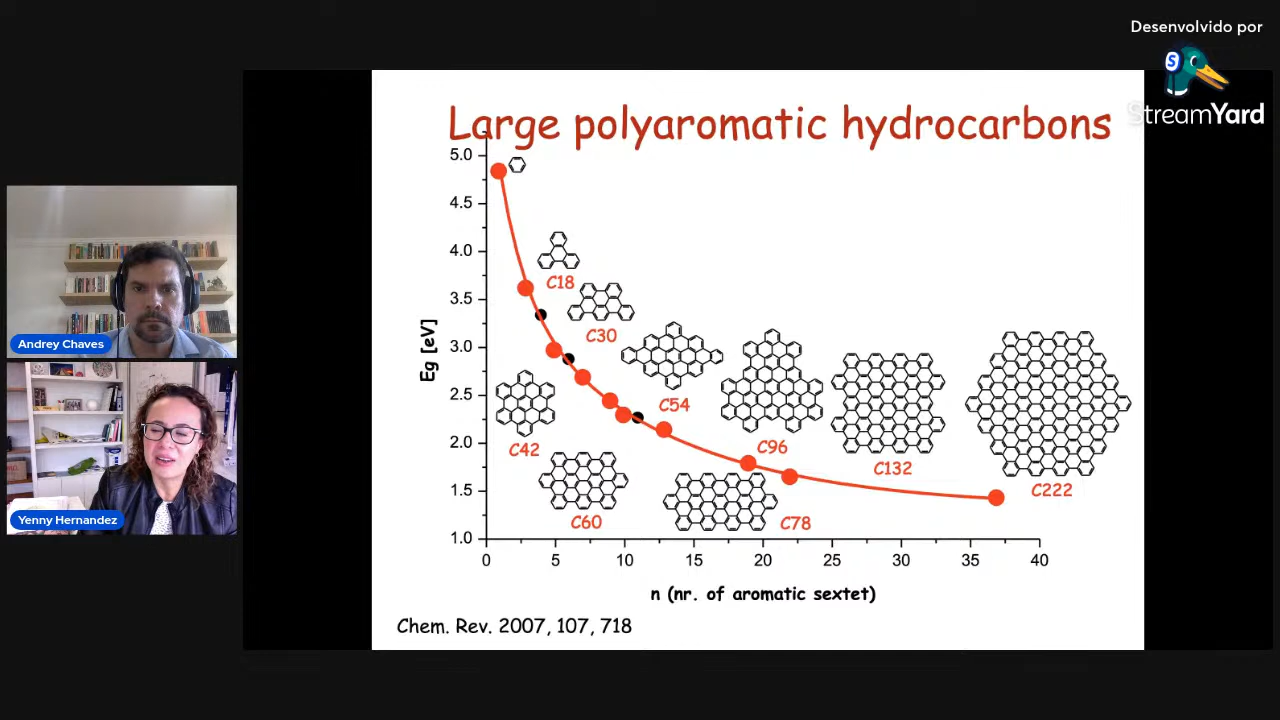 Desenvolvido por
StreamYard
Large polyaromatic hydrocarbons
5.0
4.5
4.0
3.5
3.0
2.5
2.0
1.5
1.0
Eg [eV]
C18
C30
C54
C42
C96
C132
C222
C60
C78
0 5 10 15 20 25 30 35 40
n (nr. of aromatic sextet)
Chem. Rev. 2007, 107, 718
Andrey Chaves
Yenny Hernandez